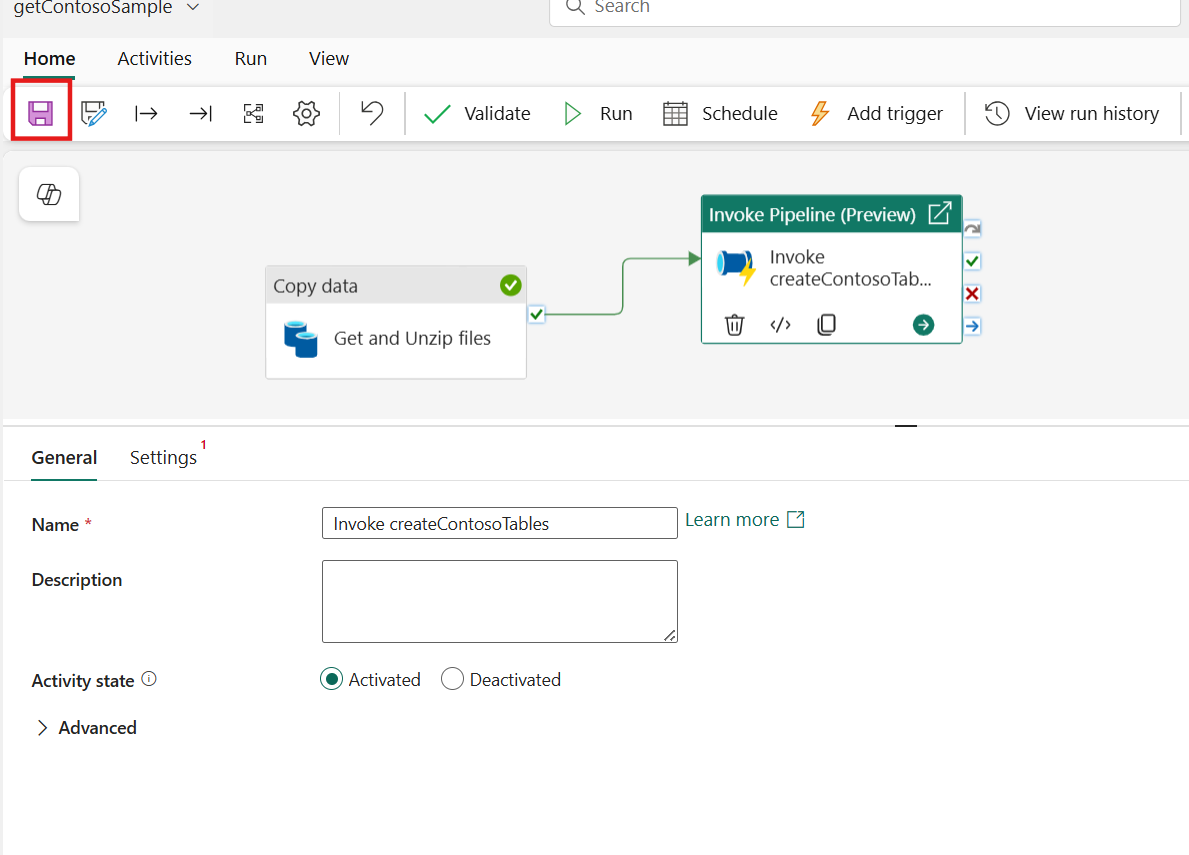 getContosoSample
Search
Home Activities Run View
Validate Run Schedule Add trigger View run history
Invoke Pipeline (Preview)
Invoke
createContosoTab...
Copy data
Get and Unzip files
General Settings 1
Name * Invoke createContosoTables Learn more
Description
Activity state Activated Deactivated
Advanced